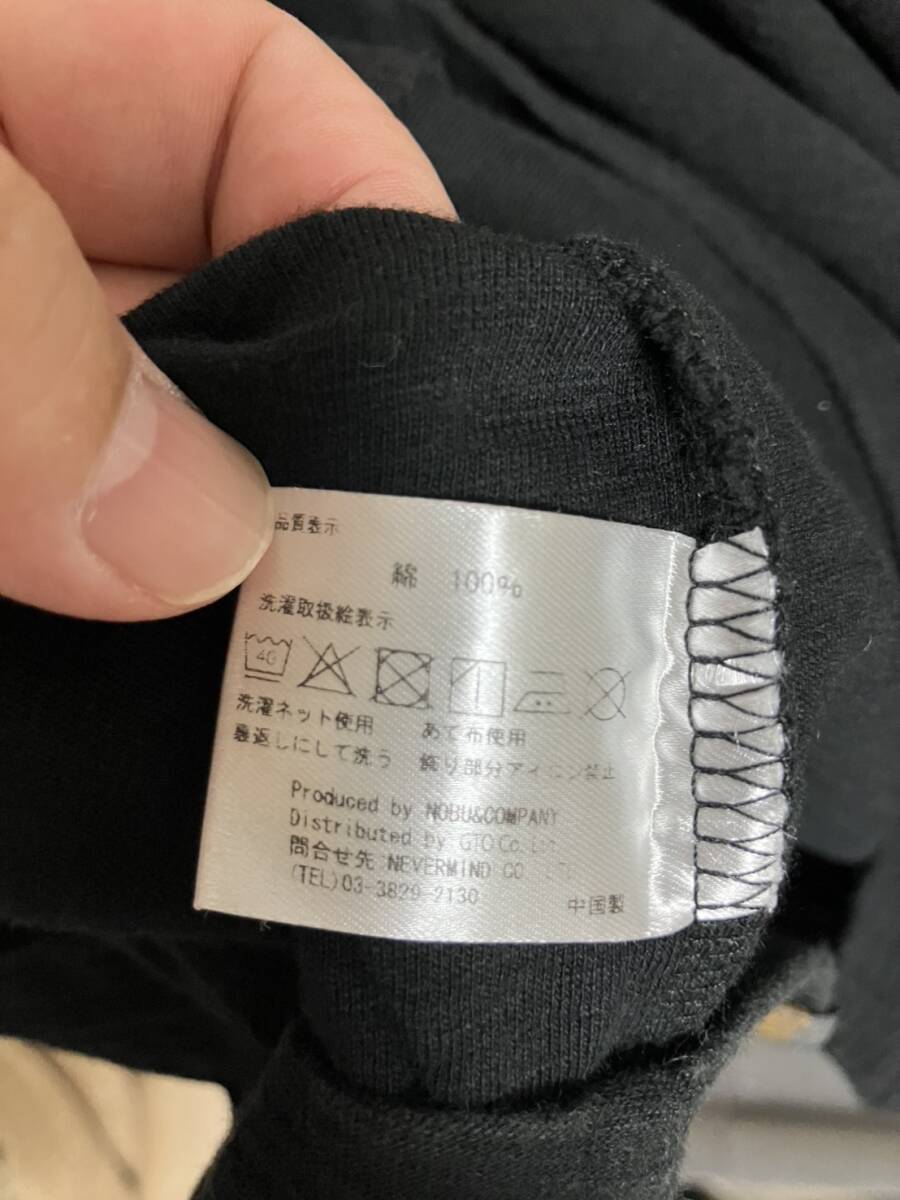 品質表示
綿 100%
洗濯取扱絵表示
40
洗濯ネット使用 あて布使用
裏返しにして洗う 飾り部分アイロン禁止
Produced by NOBU&COMPANY
Distributed by GTO Co. Ltd.
問合せ先:NEVERMIND CO. LTD.
(TEL)03-3829-2130
中国製